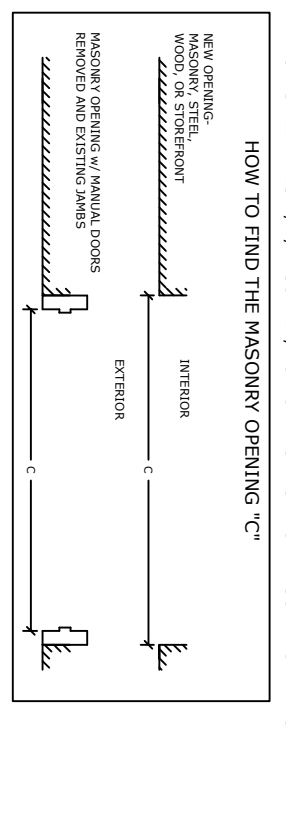 HOW TO FIND THE MASONRY OPENING "C"
NEW OPENING-
MASONRY, STEEL,
WOOD, OR STOREFRONT
INTERIOR
C
EXTERIOR
MASONRY OPENING w/ MANUAL DOORS
REMOVED AND EXISTING JAMBS
C